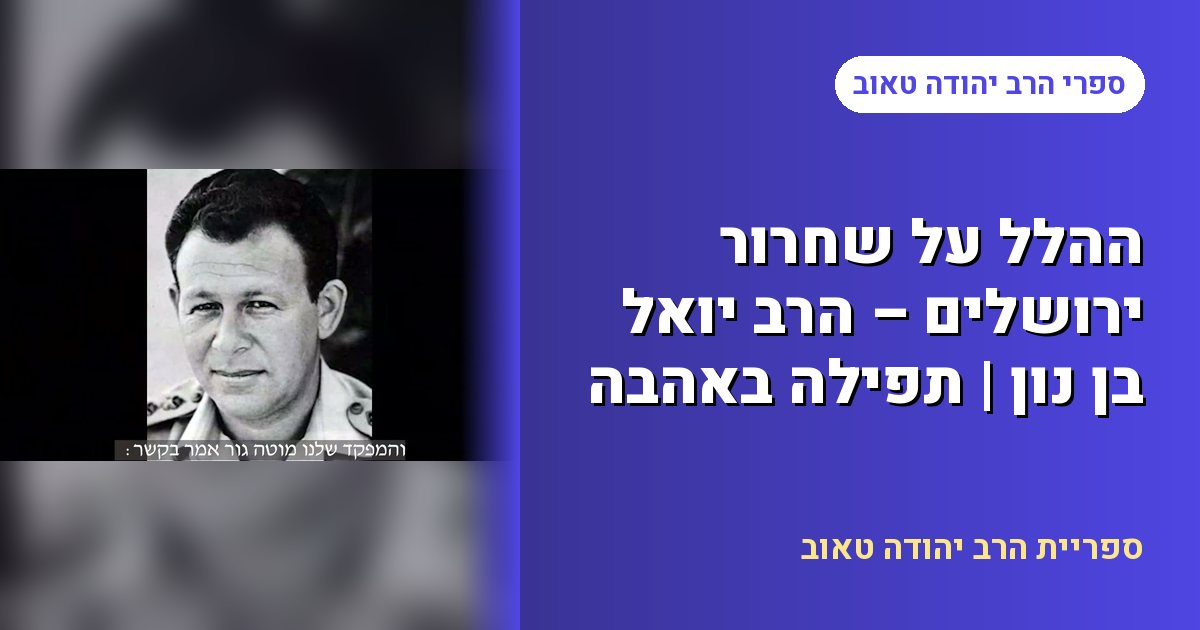 ספרי הרב יהודה טאוב
ההלל על שחרור
ירושלים – הרב יואל
בן נון | תפילה באהבה
והמפקד שלנו מוטה גור אמר בקשר :
ספריית הרב יהודה טאוב